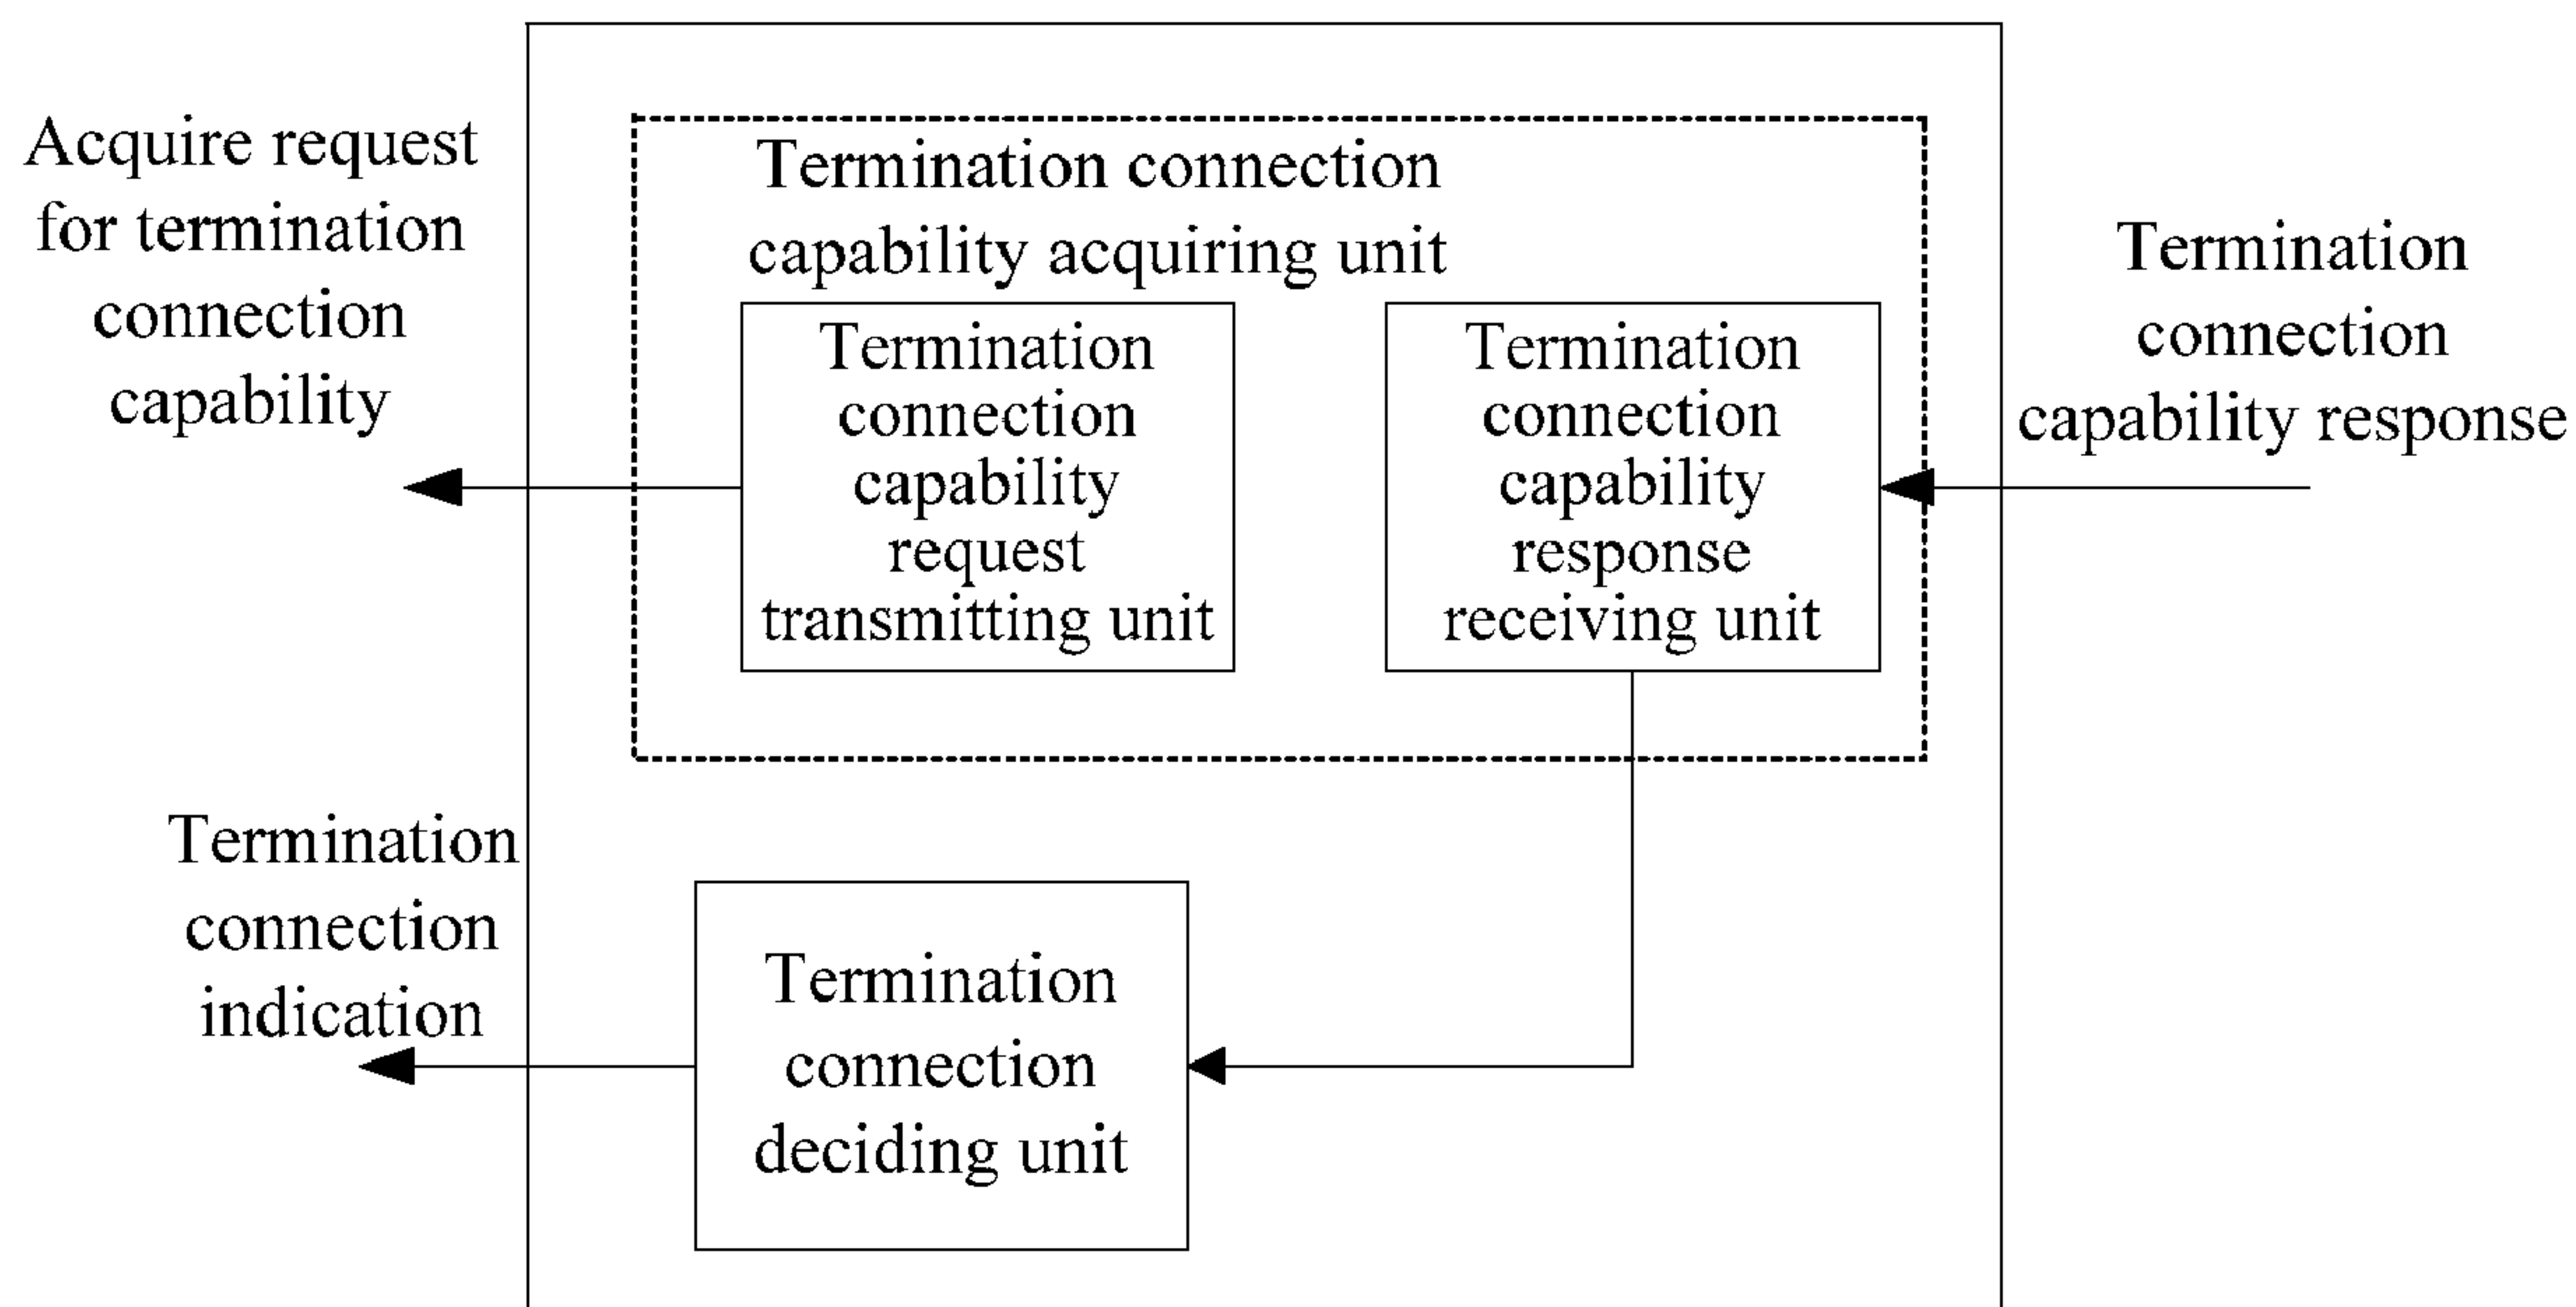 Acquire request
for termination
connection
capability
Termination connection
capability acquiring unit
Termination
connection
capability
request
transmitting unit
Termination
connection
capability
response
receiving unit
Termination
connection
capability response
Termination
connection
indication
Termination
connection
deciding unit